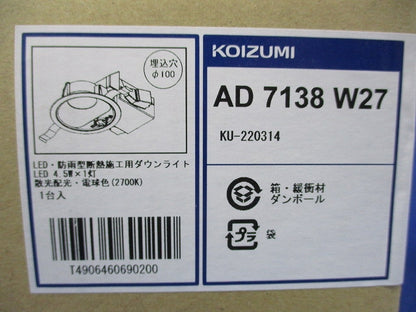 埋込穴
φ100
LED・防雨型断熱施工用ダウンライト
LED 4.5W×1灯
散光配光・電球色(2700K)
1台入
T4906460690200
KOIZUMI
AD 7138 W27
KU-220314
箱・緩衝材
ダンボール
プラ
袋